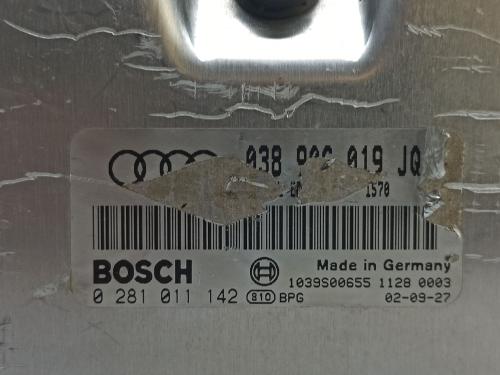 038 906 019 JQ
1570
BOSCH
Made in Germany
1039S00655 1128 0003
0 281 011 142 810 BPG
02-09-27